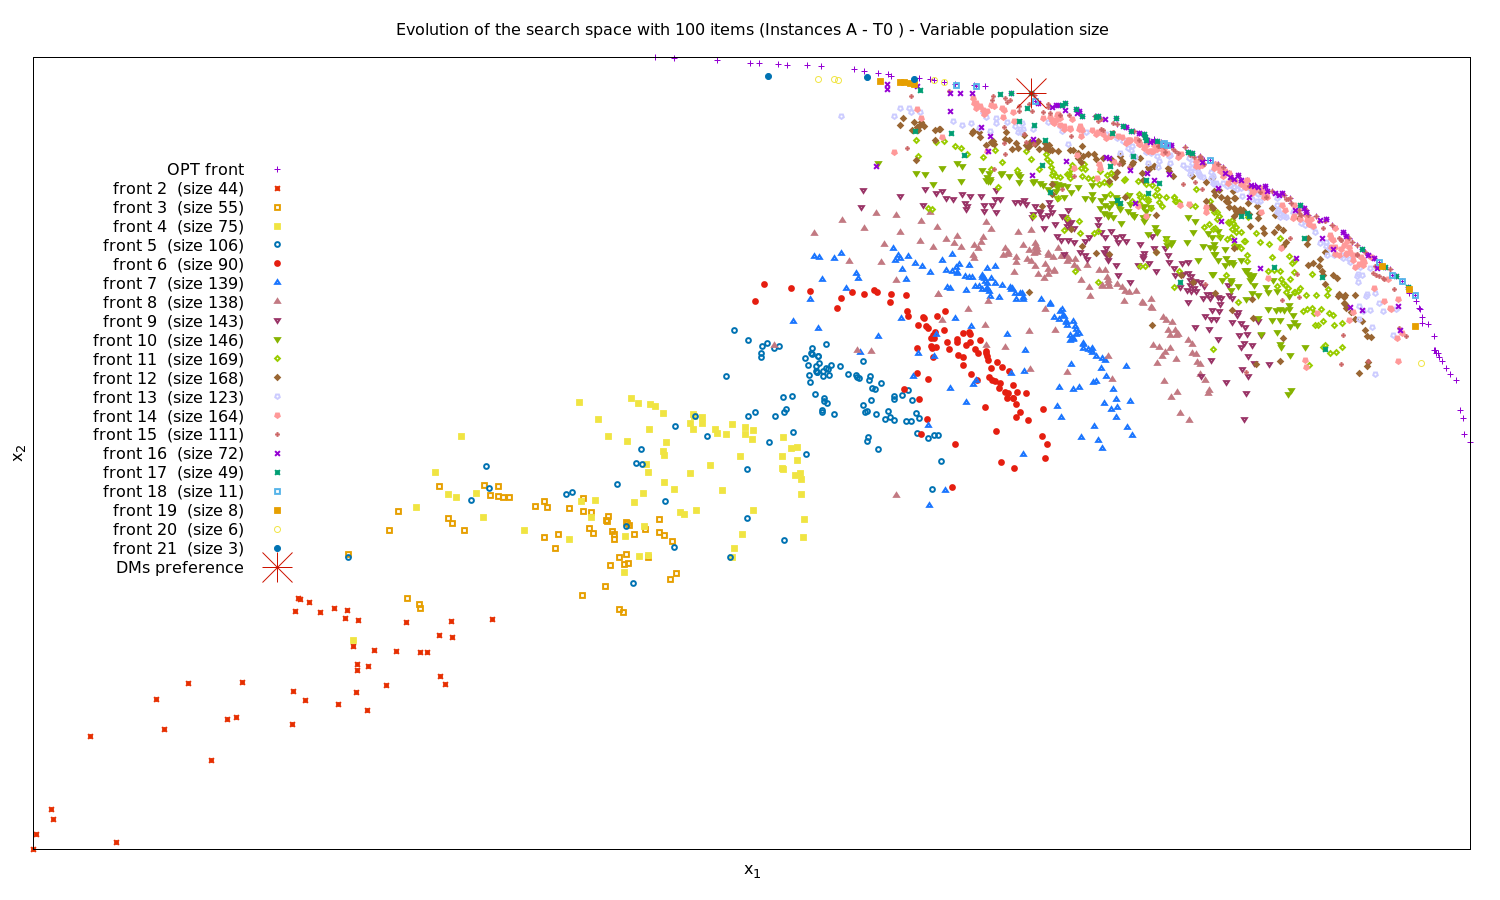 Evolution of the search space with 100 items (Instances A - T0 ) - Variable population size
OPT front
front 2 (size 44)
front 3 (size 55)
front 4 (size 75)
front 5 (size 106)
front 6 (size 90)
front 7 (size 139)
front 8 (size 138)
front 9 (size 143)
front 10 (size 146)
front 11 (size 169)
front 12 (size 168)
front 13 (size 123)
front 14 (size 164)
front 15 (size 111)
front 16 (size 72)
front 17 (size 49)
front 18 (size 11)
front 19 (size 8)
front 20 (size 6)
front 21 (size 3)
DMs preference
x2
x1